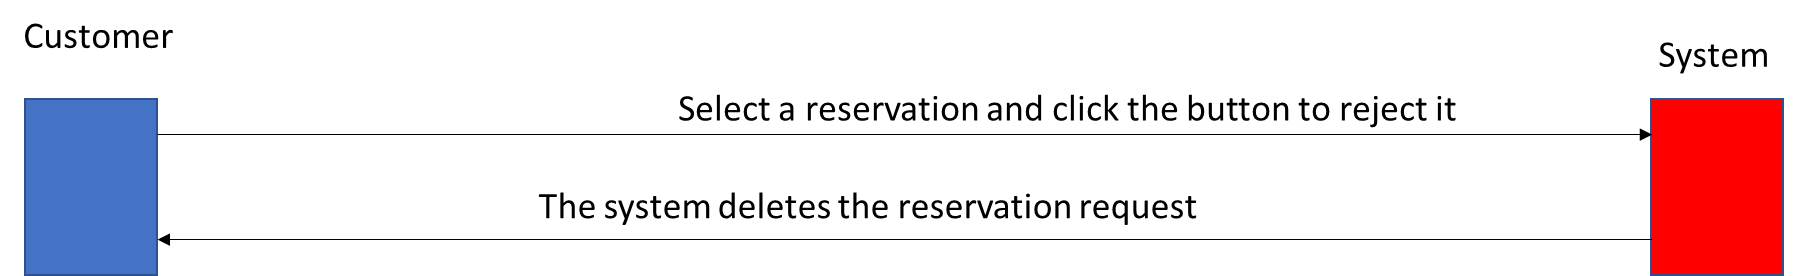 Customer
System
Select a reservation and click the button to reject it
The system deletes the reservation request